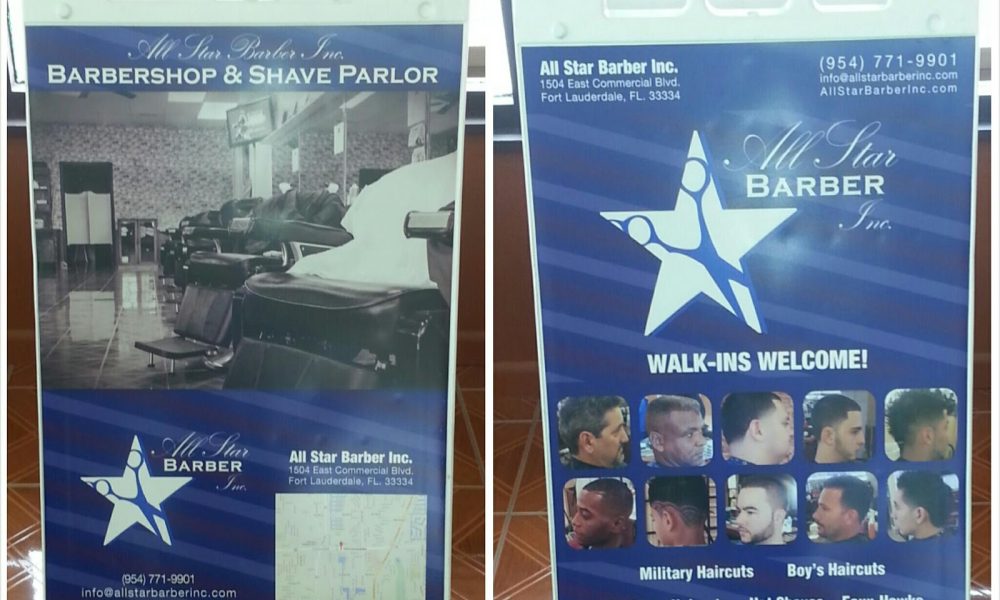 All Star Barber Inc.
BARBERSHOP & SHAVE PARLOR
All Star
BARBER
Inc.
All Star Barber Inc.
1504 East Commercial Blvd.
Fort Lauderdale, FL. 33334
(954) 771-9901
info@allstarbarberinc.com
All Star Barber Inc.
1504 East Commercial Blvd.
Fort Lauderdale, FL. 33334
(954) 771-9901
info@allstarbarberinc.com
AllStarBarberInc.com
All Star
BARBER
Inc.
WALK-INS WELCOME!
Military Haircuts Boy's Haircuts